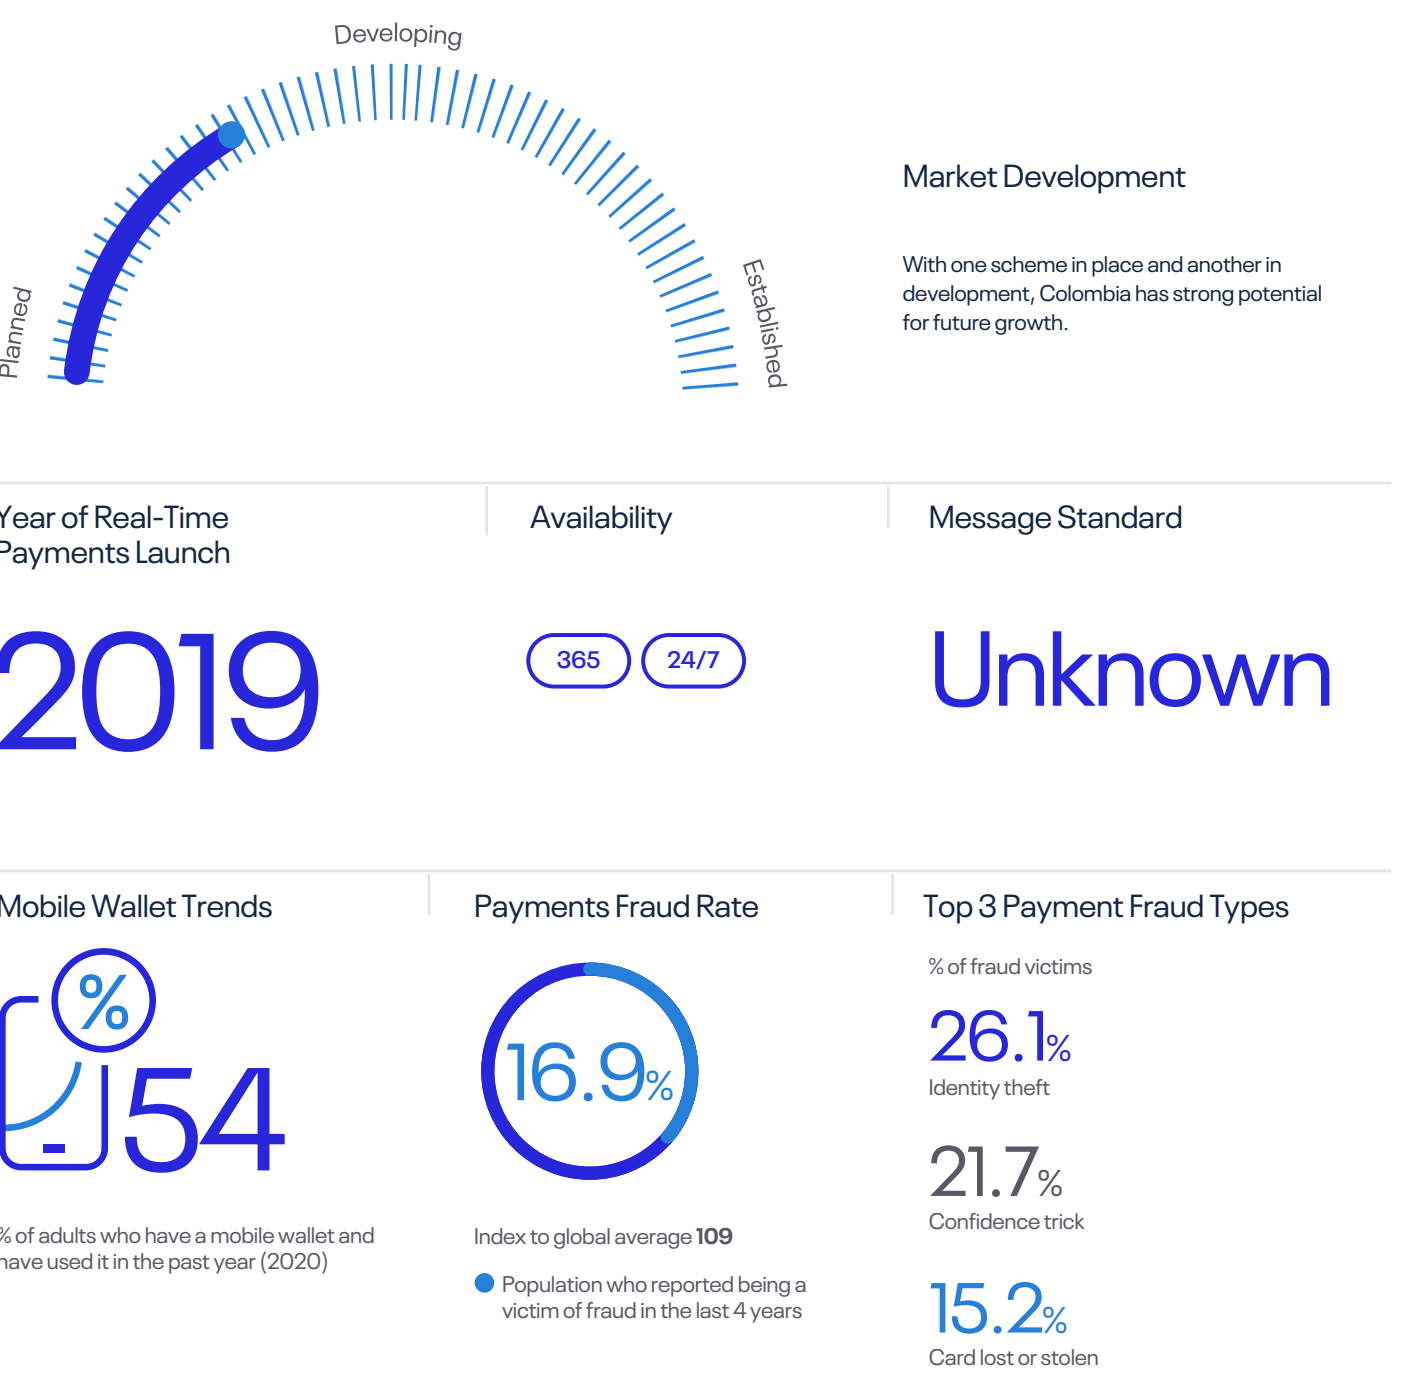 Developing
Planned
Established
Market Development
With one scheme in place and another in
development, Colombia has strong potential
for future growth.
Year of Real-Time
Payments Launch
2019
Availability
365
24/7
Message Standard
Unknown
Mobile Wallet Trends
%
54
% of adults who have a mobile wallet and
have used it in the past year (2020)
Payments Fraud Rate
16.9%
Index to global average 109
Population who reported being a
victim of fraud in the last 4 years
Top 3 Payment Fraud Types
% of fraud victims
26.1%
Identity theft
21.7%
Confidence trick
15.2%
Card lost or stolen